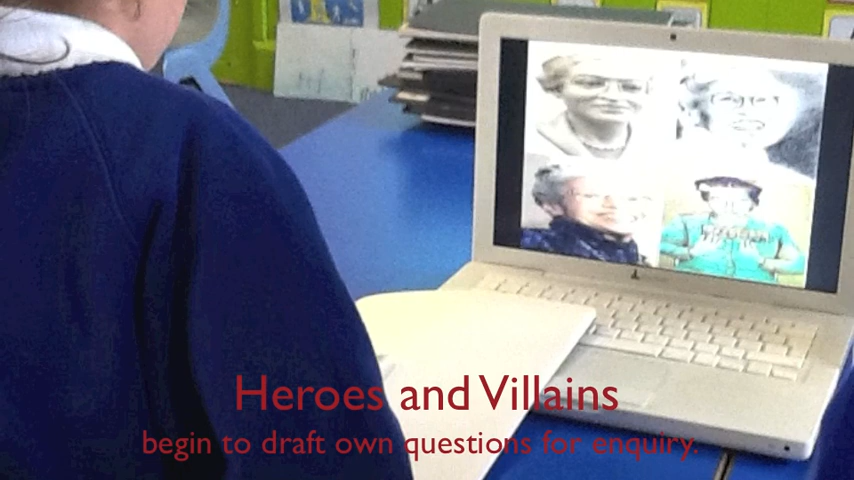 Heroes and Villains
begin to draft own questions for enquiry.